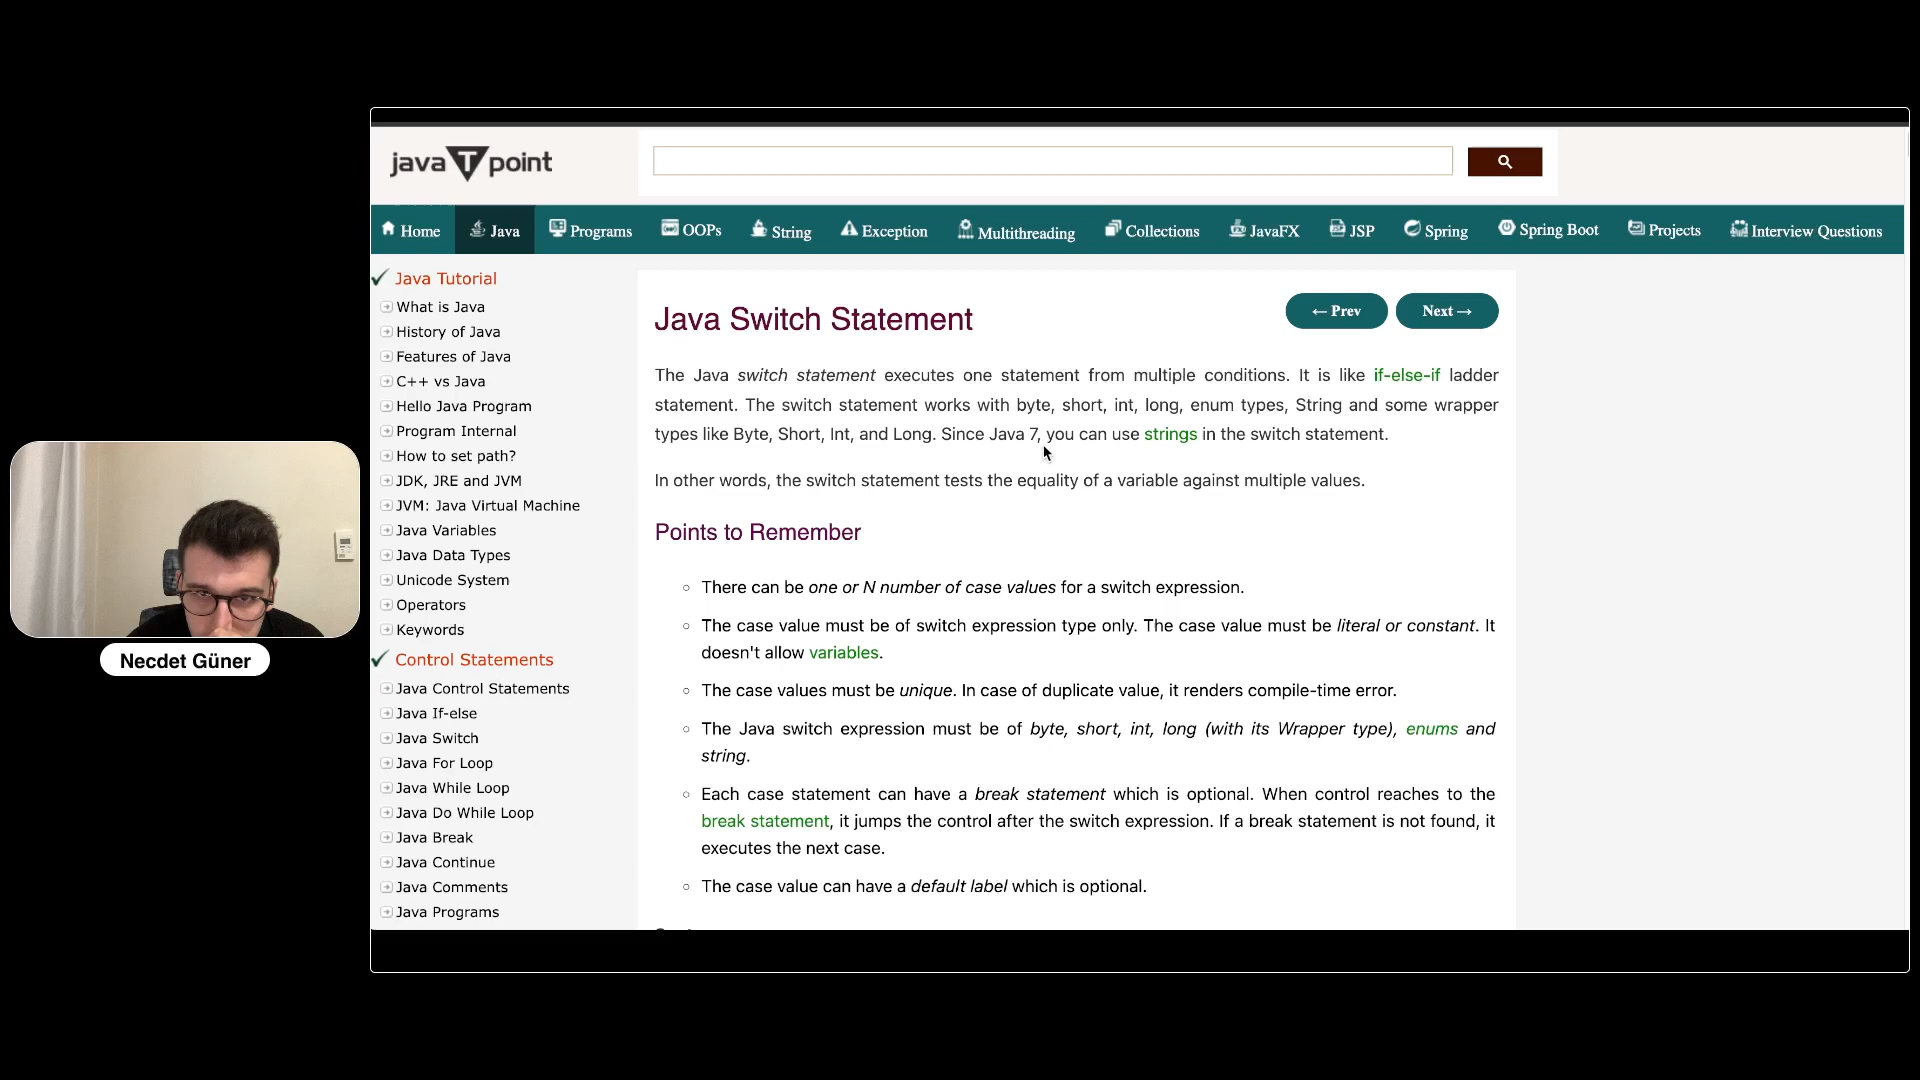 javaTpoint
Home Java Programs OOPs String Exception Multithreading Collections JavaFX JSP Spring Spring Boot Projects Interview Questions
Java Tutorial
What is Java
History of Java
Features of Java
C++ vs Java
Hello Java Program
Program Internal
How to set path?
JDK, JRE and JVM
JVM: Java Virtual Machine
Java Variables
Java Data Types
Unicode System
Operators
Keywords
Control Statements
Java Control Statements
Java If-else
Java Switch
Java For Loop
Java While Loop
Java Do While Loop
Java Break
Java Continue
Java Comments
Java Programs
Java Switch Statement
← Prev Next →
The Java switch statement executes one statement from multiple conditions. It is like if-else-if ladder
statement. The switch statement works with byte, short, int, long, enum types, String and some wrapper
types like Byte, Short, Int, and Long. Since Java 7, you can use strings in the switch statement.
In other words, the switch statement tests the equality of a variable against multiple values.
Points to Remember
There can be one or N number of case values for a switch expression.
The case value must be of switch expression type only. The case value must be literal or constant. It
doesn't allow variables.
The case values must be unique. In case of duplicate value, it renders compile-time error.
The Java switch expression must be of byte, short, int, long (with its Wrapper type), enums and
string.
Each case statement can have a break statement which is optional. When control reaches to the
break statement, it jumps the control after the switch expression. If a break statement is not found, it
executes the next case.
The case value can have a default label which is optional.
Necdet Güner